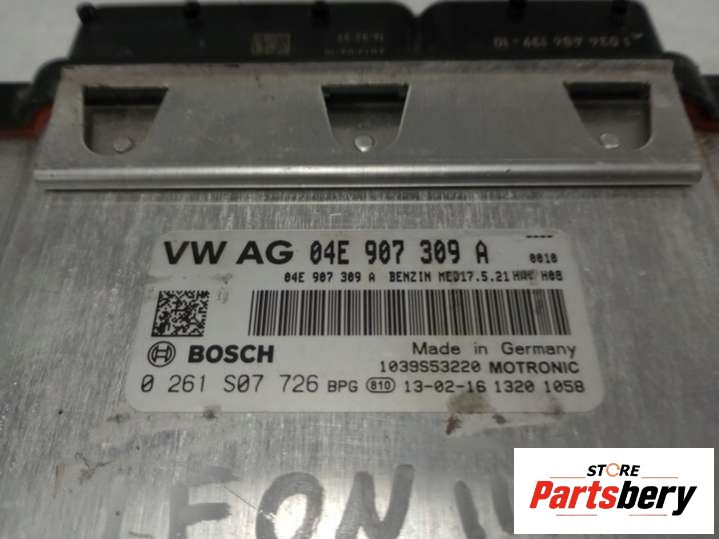 VW AG 04E 907 309 A 0010
04E 907 309 A BENZIN MED17.5.21 H08
BOSCH
Made in Germany
1039S53220 MOTRONIC
0 261 S07 726 BPG 810 13-02-16 1320 1058
STORE
Partsbery